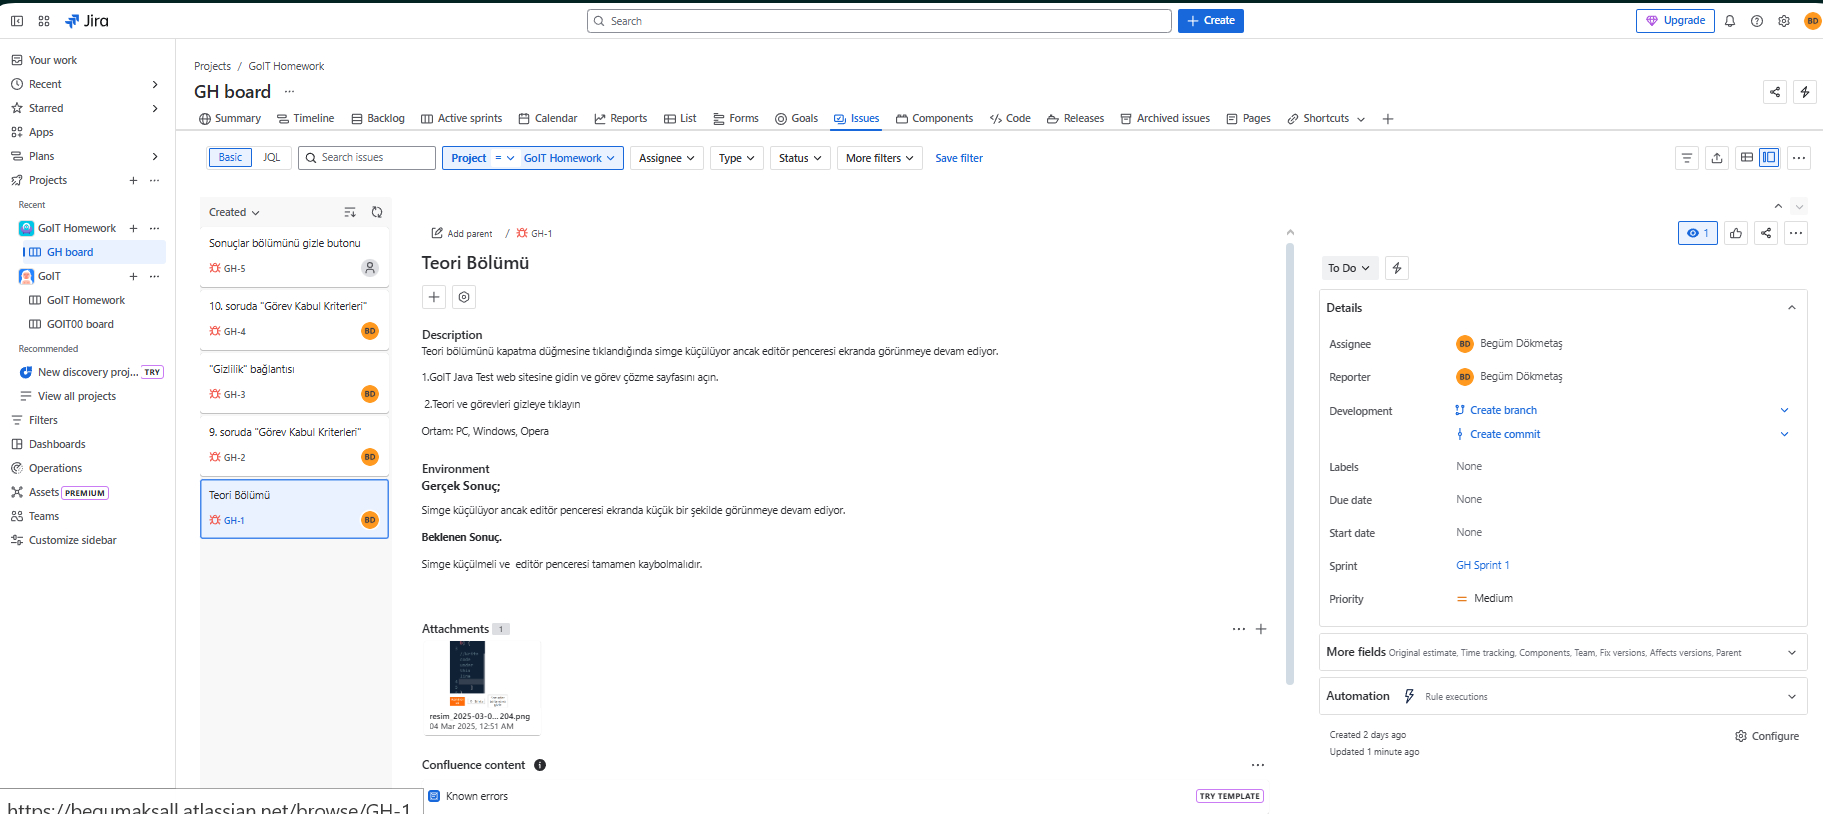 Jira
Search
Create
Upgrade
BD
Your work
Recent
Starred
Apps
Plans
Projects
Recent
GoIT Homework
GH board
GoIT
GoIT Homework
GOIT00 board
Recommended
New discovery proj... TRY
View all projects
Filters
Dashboards
Operations
Assets PREMIUM
Teams
Customize sidebar
Projects / GoIT Homework
GH board
Summary Timeline Backlog Active sprints Calendar Reports List Forms Goals Issues Components Code Releases Archived issues Pages Shortcuts
Basic JQL Search issues Project = GoIT Homework Assignee Type Status More filters Save filter
Created
Sonuçlar bölümünü gizle butonu
GH-5
10. soruda "Görev Kabul Kriterleri"
GH-4 BD
"Gizlilik" bağlantısı
GH-3 BD
9. soruda "Görev Kabul Kriterleri"
GH-2 BD
Teori Bölümü
GH-1 BD
Add parent / GH-1
Teori Bölümü
Description
Teori bölümünü kapatma düğmesine tıklandığında simge küçülüyor ancak editör penceresi ekranda görünmeye devam ediyor.
1.GoIT Java Test web sitesine gidin ve görev çözme sayfasını açın.
2.Teori ve görevleri gizleye tıklayın
Ortam: PC, Windows, Opera
Environment
Gerçek Sonuç;
Simge küçülüyor ancak editör penceresi ekranda küçük bir şekilde görünmeye devam ediyor.
Beklenen Sonuç.
Simge küçülmeli ve editör penceresi tamamen kaybolmalıdır.
Attachments 1
resim_2025-03-0...204.png
04 Mar 2025, 12:51 AM
Confluence content
Known errors
TRY TEMPLATE
1
To Do
Details
Assignee BD Begüm Dökmetaş
Reporter BD Begüm Dökmetaş
Development Create branch
Create commit
Labels None
Due date None
Start date None
Sprint GH Sprint 1
Priority Medium
More fields Original estimate, Time tracking, Components, Team, Fix versions, Affects versions, Parent
Automation Rule executions
Created 2 days ago
Updated 1 minute ago
Configure
https://begumaksall.atlassian.net/browse/GH-1